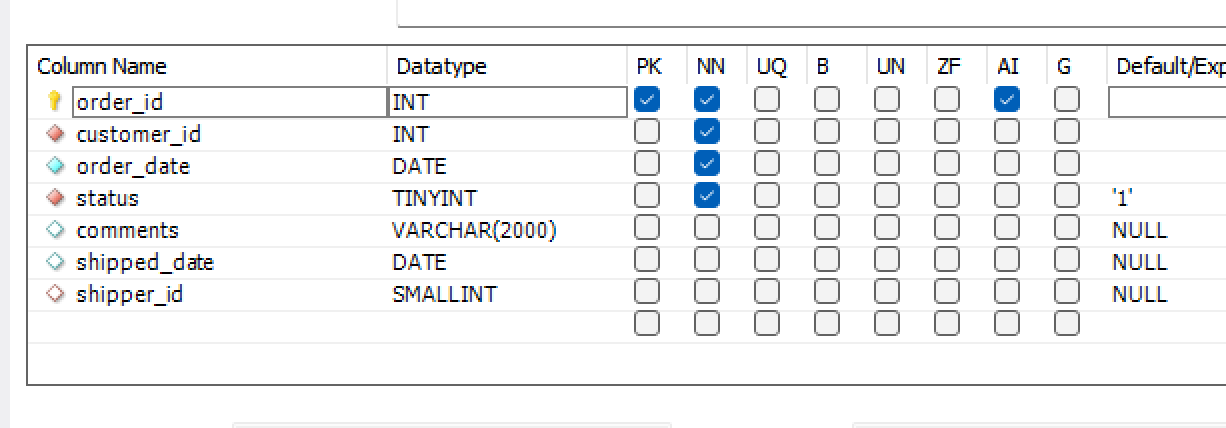 Column Name Datatype PK NN UQ B UN ZF AI G Default/Exp
order_id INT
customer_id INT
order_date DATE
status TINYINT '1'
comments VARCHAR(2000) NULL
shipped_date DATE NULL
shipper_id SMALLINT NULL